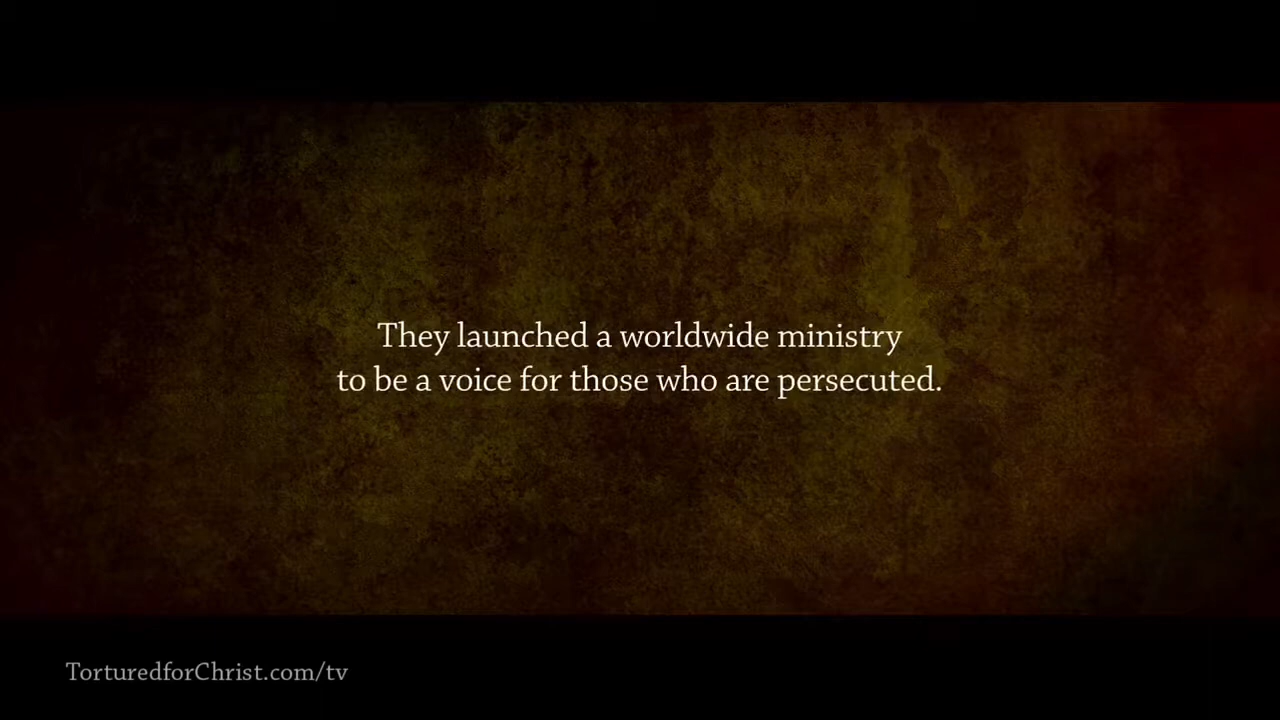 They launched a worldwide ministry
to be a voice for those who are persecuted.
TorturedforChrist.com/tv